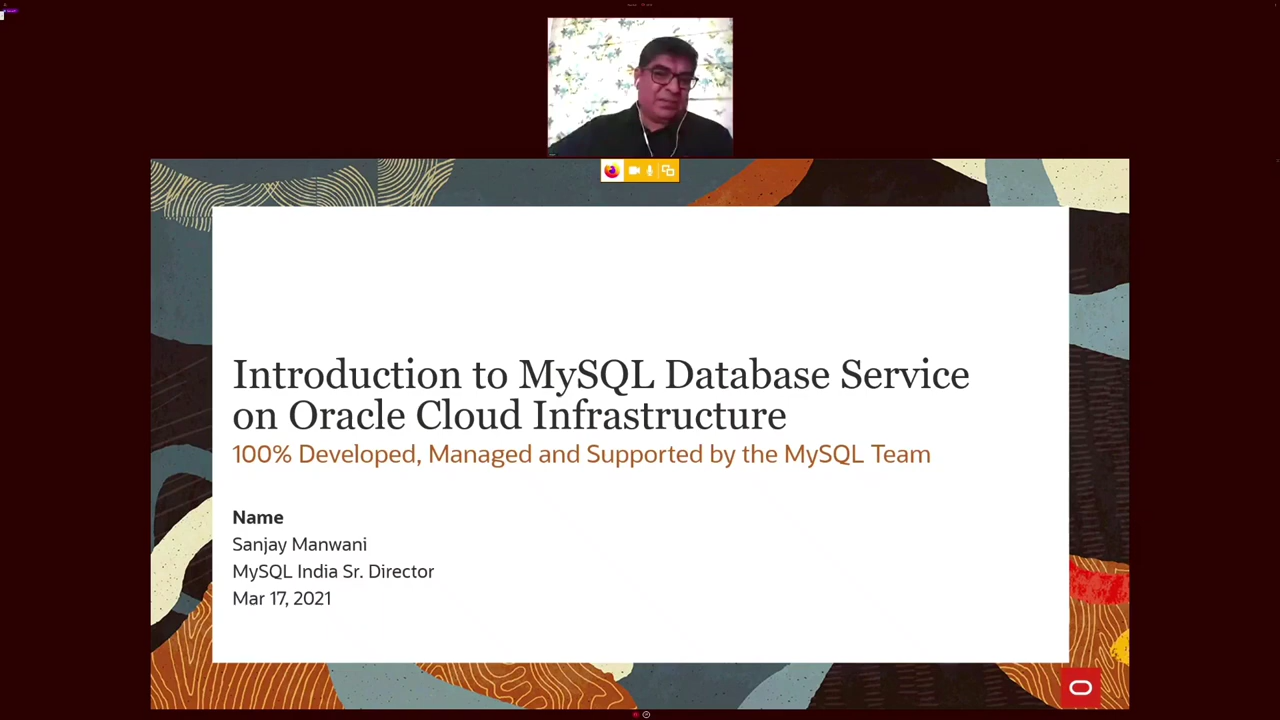 Introduction to MySQL Database Service
on Oracle Cloud Infrastructure
100% Developed, Managed and Supported by the MySQL Team
Name
Sanjay Manwani
MySQL India Sr. Director
Mar 17, 2021